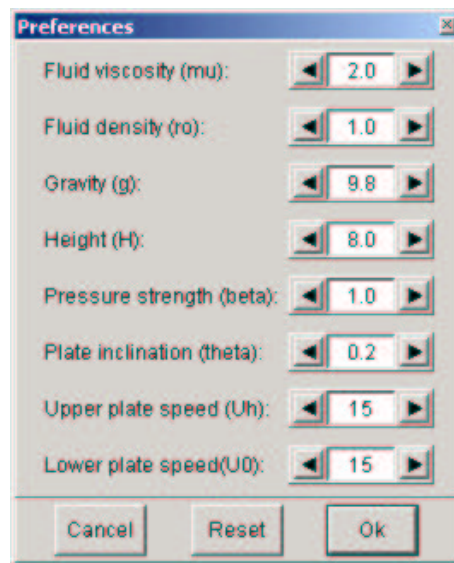 Preferences
Fluid viscosity (mu): 2.0
Fluid density (ro): 1.0
Gravity (g): 9.8
Height (H): 8.0
Pressure strength (beta): 1.0
Plate inclination (theta): 0.2
Upper plate speed (Uh): 15
Lower plate speed(U0): 15
Cancel Reset Ok